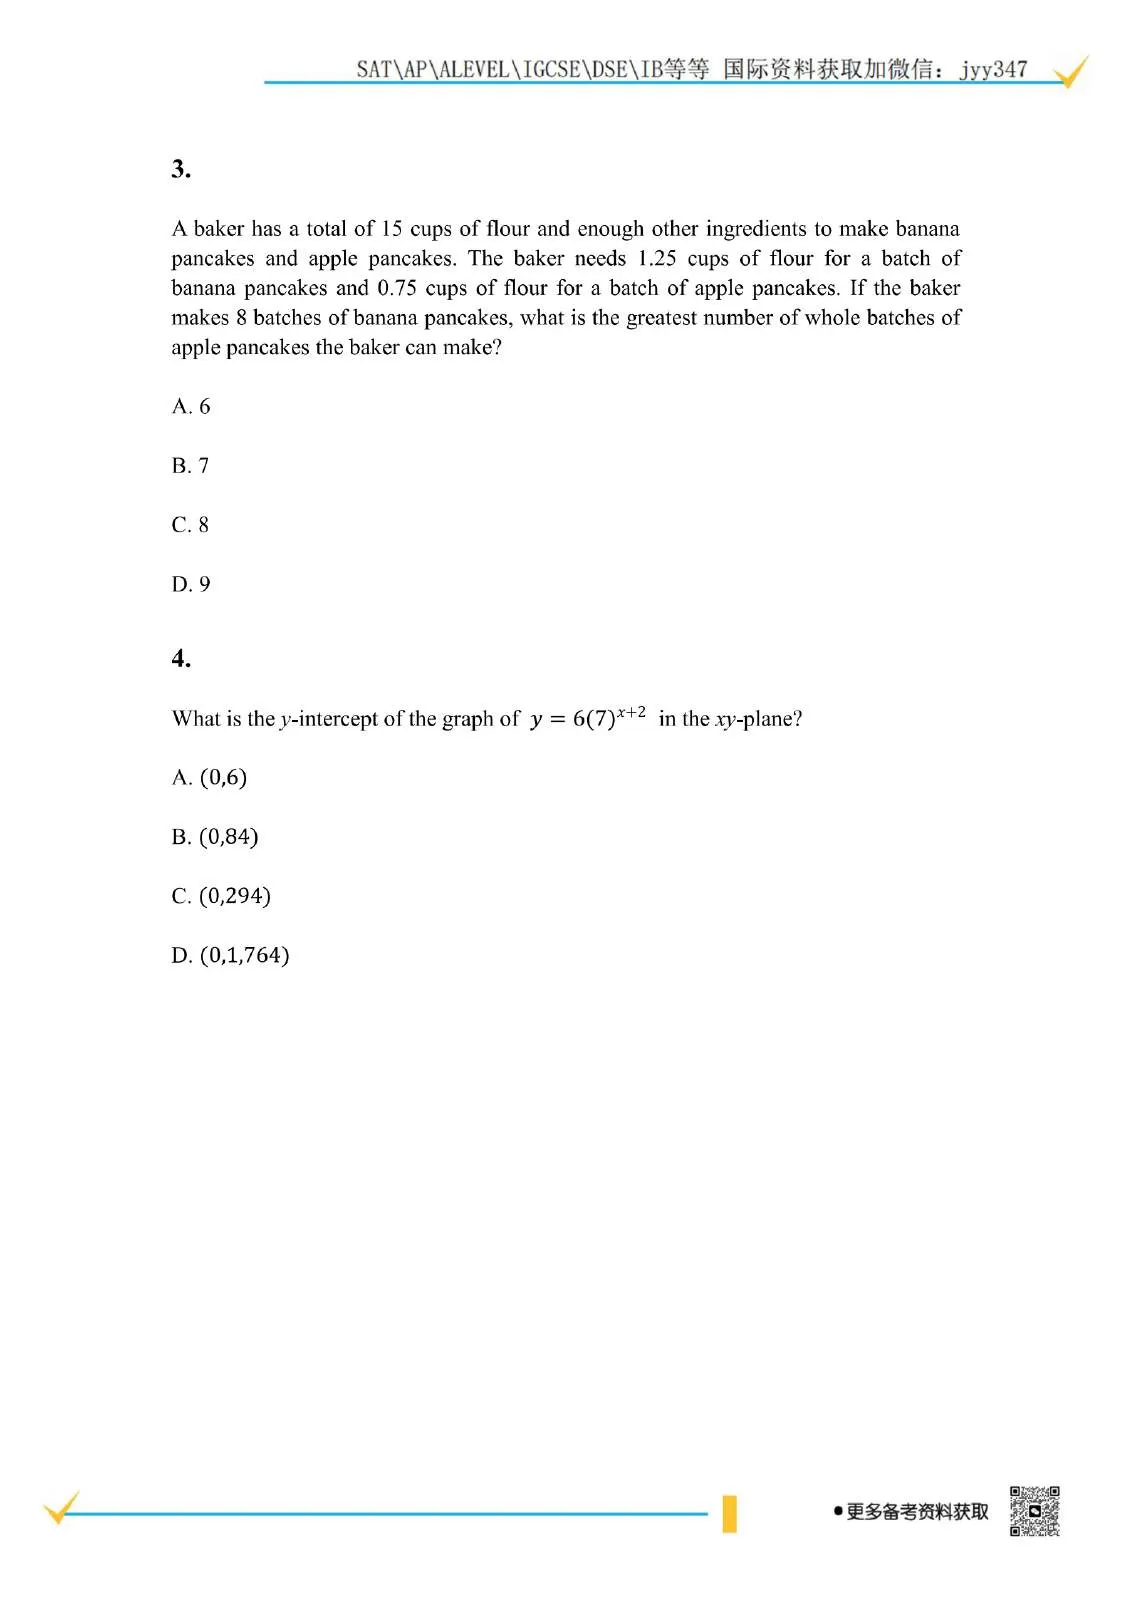 SAT\AP\ALEVEL\IGCSE\DSE\IB等等 国际资料获取加微信：jyy347
3.
A baker has a total of 15 cups of flour and enough other ingredients to make banana
pancakes and apple pancakes. The baker needs 1.25 cups of flour for a batch of
banana pancakes and 0.75 cups of flour for a batch of apple pancakes. If the baker
makes 8 batches of banana pancakes, what is the greatest number of whole batches of
apple pancakes the baker can make?
A. 6
B. 7
C. 8
D. 9
4.
What is the y-intercept of the graph of y = 6(7)^{x+2} in the xy-plane?
A. (0,6)
B. (0,84)
C. (0,294)
D. (0,1,764)
•更多备考资料获取